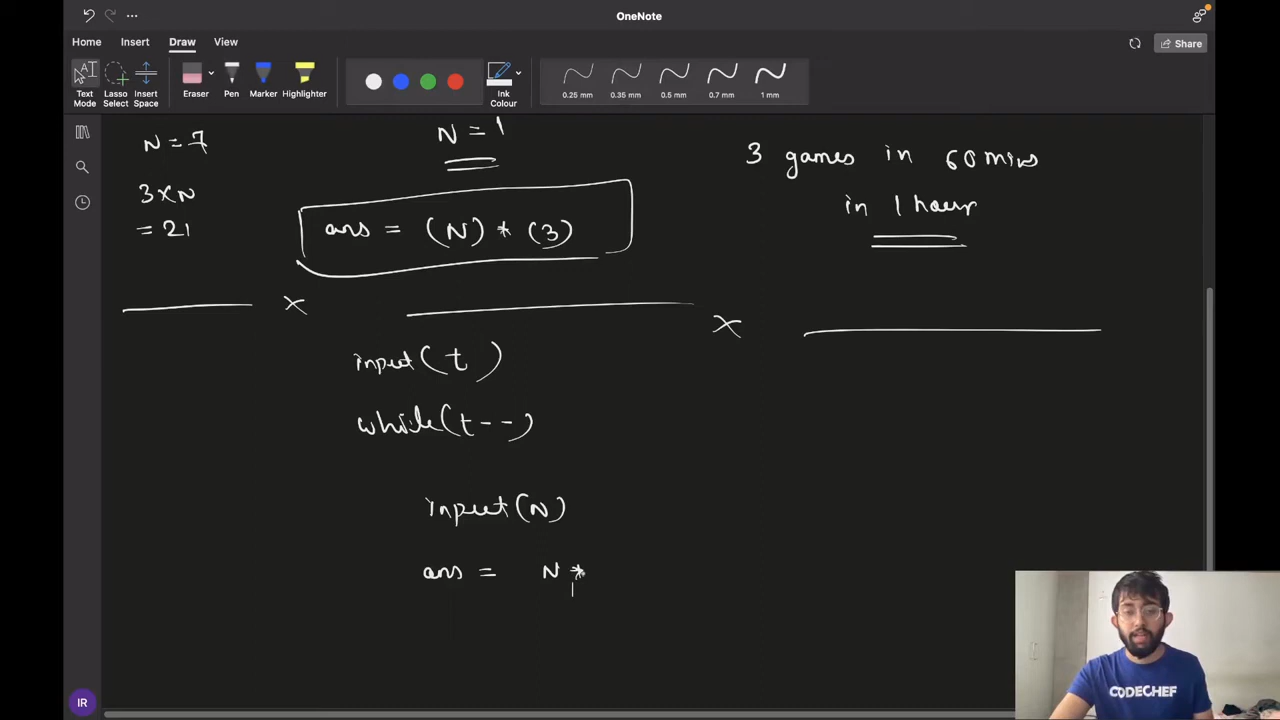 OneNote
Home Insert Draw View
Share
Text Mode
Lasso Select
Insert Space
Eraser
Pen
Marker
Highlighter
Ink Colour
0.25 mm 0.35 mm 0.5 mm 0.7 mm 1 mm
N = 7
3 x N
= 21
N = 1
ans = (N) * (3)
3 games in 60 mins
in 1 hour
x
x
input(t)
while(t--)
input(N)
ans = N *
IR
CODECHEF